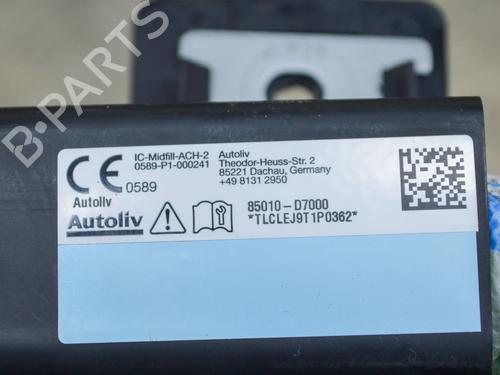 B-PARTS
IC-Midfill-ACH-2
0589-P1-000241
Autoliv
Theodor-Heuss-Str. 2
85221 Dachau, Germany
+49 8131 2950
CE 0589
Autoliv
Autoliv
85010-D7000
*TLCLEJ9T1P0362*